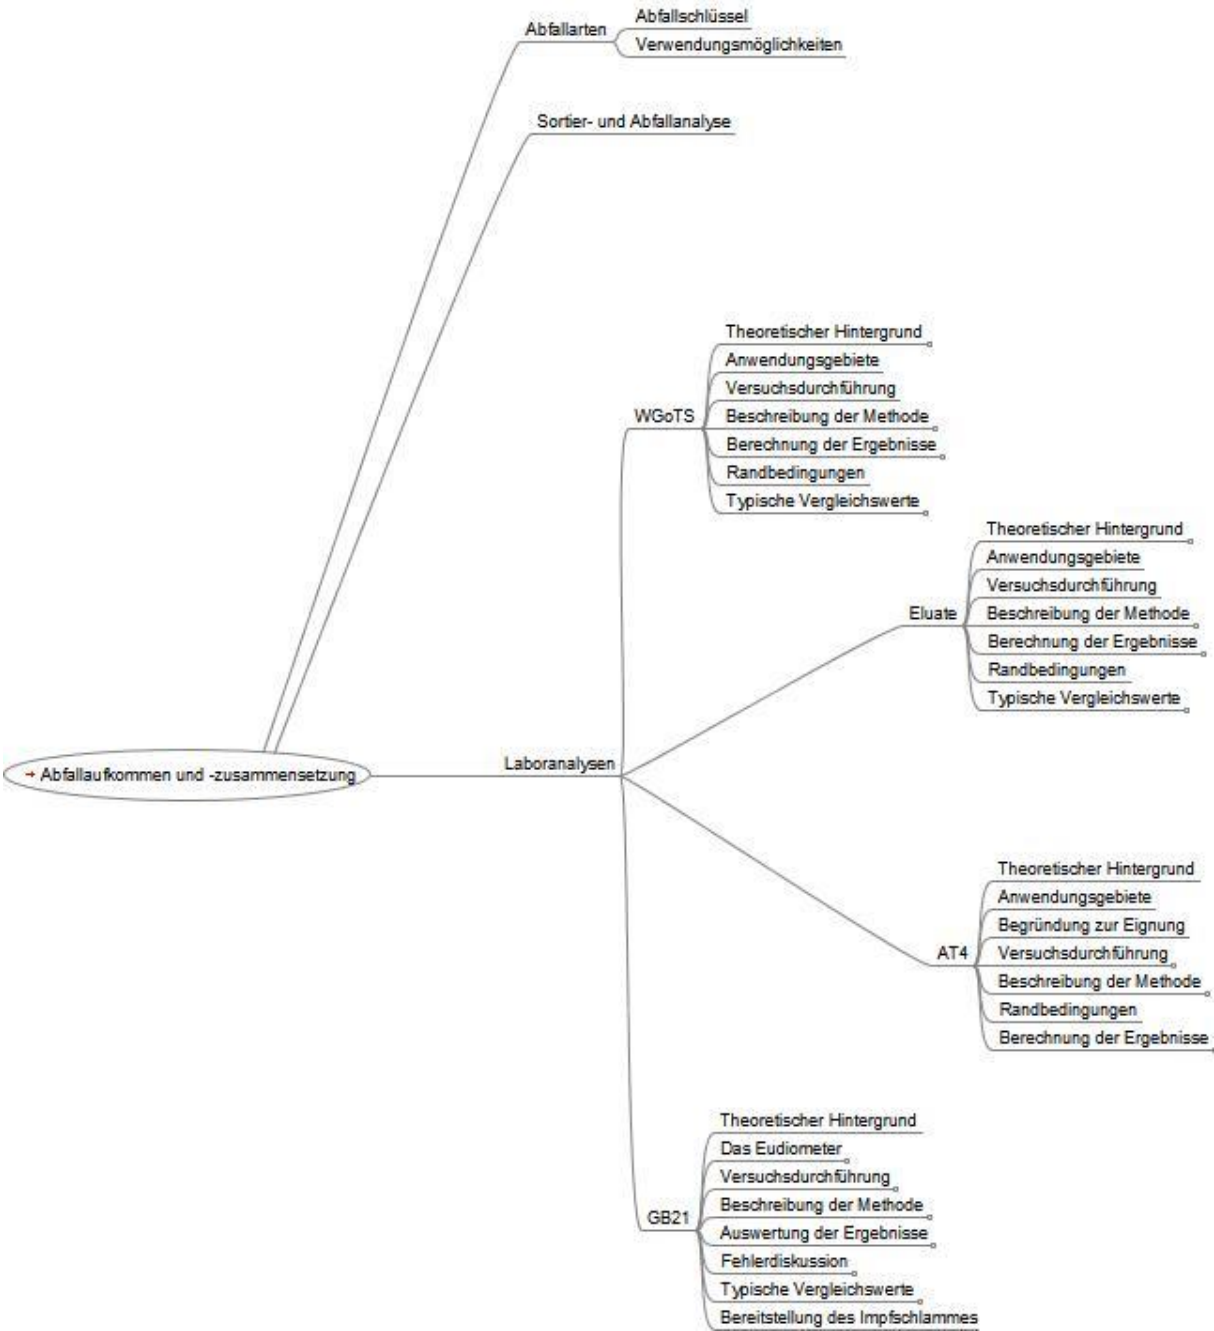 Abfallarten
Abfallschlüssel
Verwendungsmöglichkeiten
Sortier- und Abfallanalyse
Abfallaufkommen und -zusammensetzung
Laboranalysen
WGoTS
Theoretischer Hintergrund
Anwendungsgebiete
Versuchsdurchführung
Beschreibung der Methode
Berechnung der Ergebnisse
Randbedingungen
Typische Vergleichswerte
Eluate
Theoretischer Hintergrund
Anwendungsgebiete
Versuchsdurchführung
Beschreibung der Methode
Berechnung der Ergebnisse
Randbedingungen
Typische Vergleichswerte
AT4
Theoretischer Hintergrund
Anwendungsgebiete
Begründung zur Eignung
Versuchsdurchführung
Beschreibung der Methode
Randbedingungen
Berechnung der Ergebnisse
GB21
Theoretischer Hintergrund
Das Eudiometer
Versuchsdurchführung
Beschreibung der Methode
Auswertung der Ergebnisse
Fehlerdiskussion
Typische Vergleichswerte
Bereitstellung des Impfschlammes